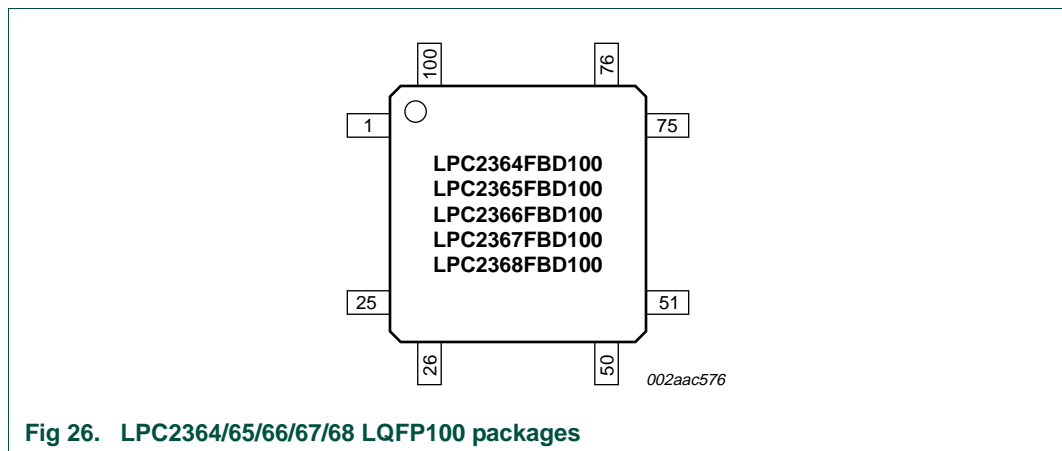 100
76
1
75
LPC2364FBD100
LPC2365FBD100
LPC2366FBD100
LPC2367FBD100
LPC2368FBD100
25
51
26
50
002aac576
Fig 26. LPC2364/65/66/67/68 LQFP100 packages